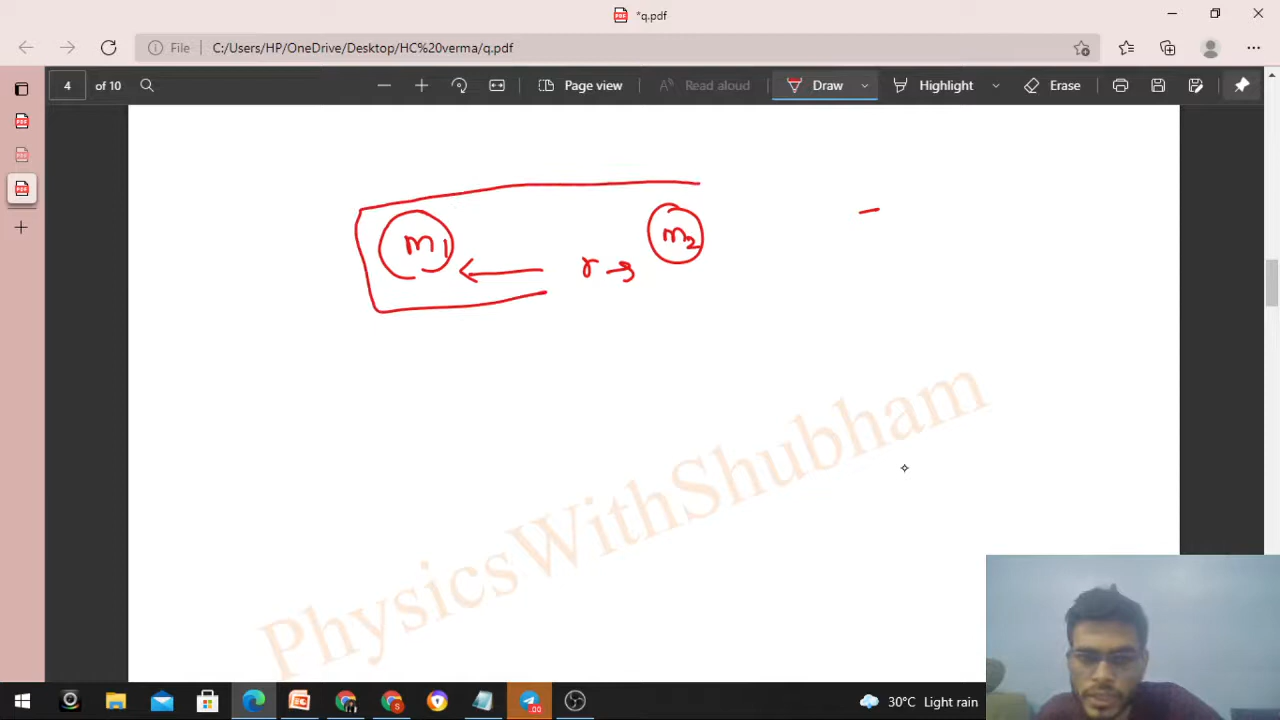 *q.pdf
File C:/Users/HP/OneDrive/Desktop/HC%20verma/q.pdf
4 of 10 Page view Read aloud Draw Highlight Erase
m1 m2
r
PhysicsWithShubham
30°C Light rain